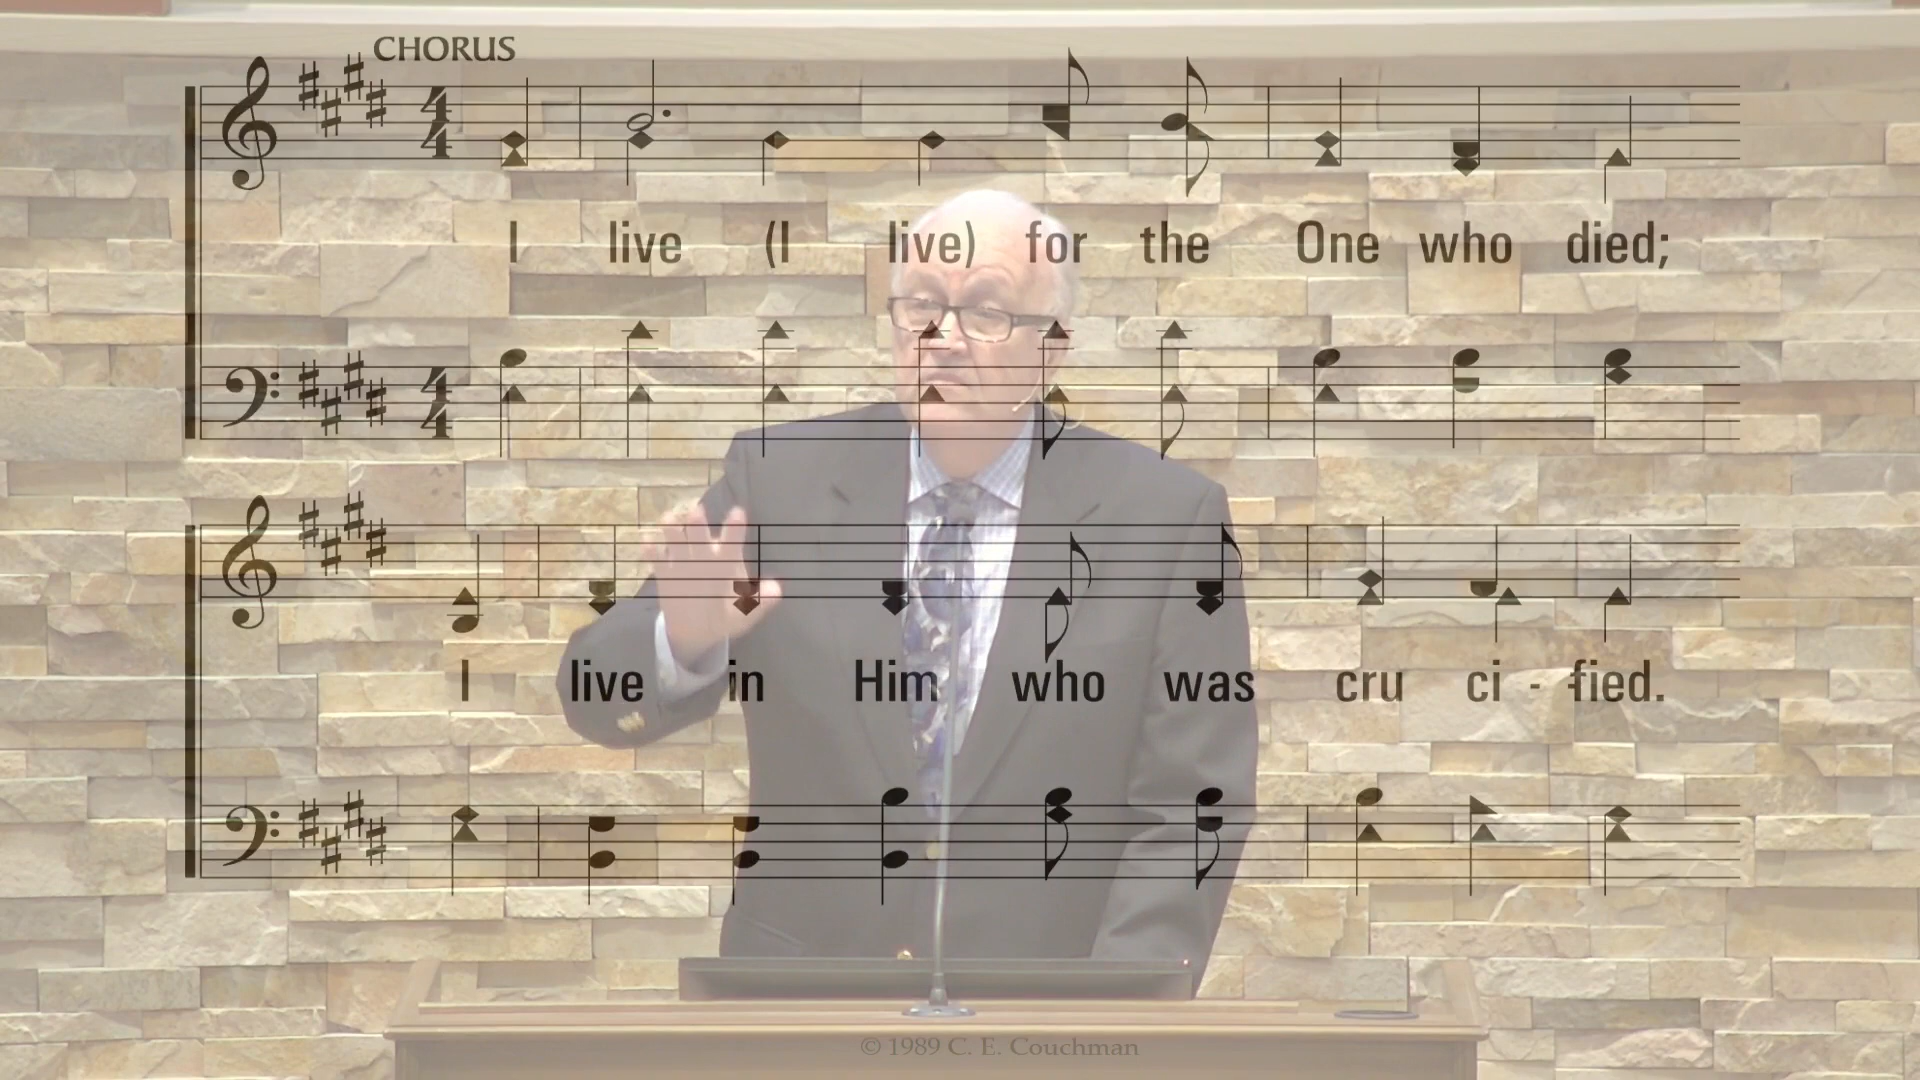 CHORUS
I live (I live) for the One who died;
I live in Him who was cru ci - fied.
© 1989 C. E. Couchman